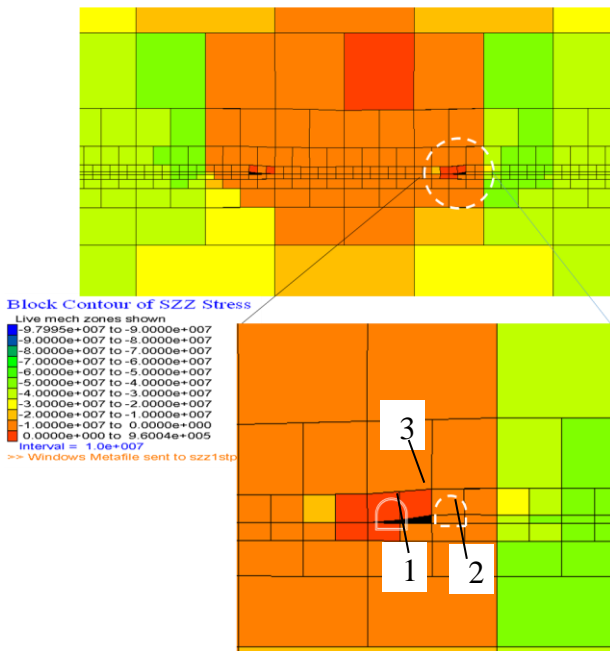 Block Contour of SZZ Stress
Live mech zones shown
-9.7995e+007 to -9.0000e+007
-9.0000e+007 to -8.0000e+007
-8.0000e+007 to -7.0000e+007
-7.0000e+007 to -6.0000e+007
-6.0000e+007 to -5.0000e+007
-5.0000e+007 to -4.0000e+007
-4.0000e+007 to -3.0000e+007
-3.0000e+007 to -2.0000e+007
-2.0000e+007 to -1.0000e+007
-1.0000e+007 to 0.0000e+000
0.0000e+000 to 9.6004e+005
Interval = 1.0e+007
>> Windows Metafile sent to szz1stp
3
1
2